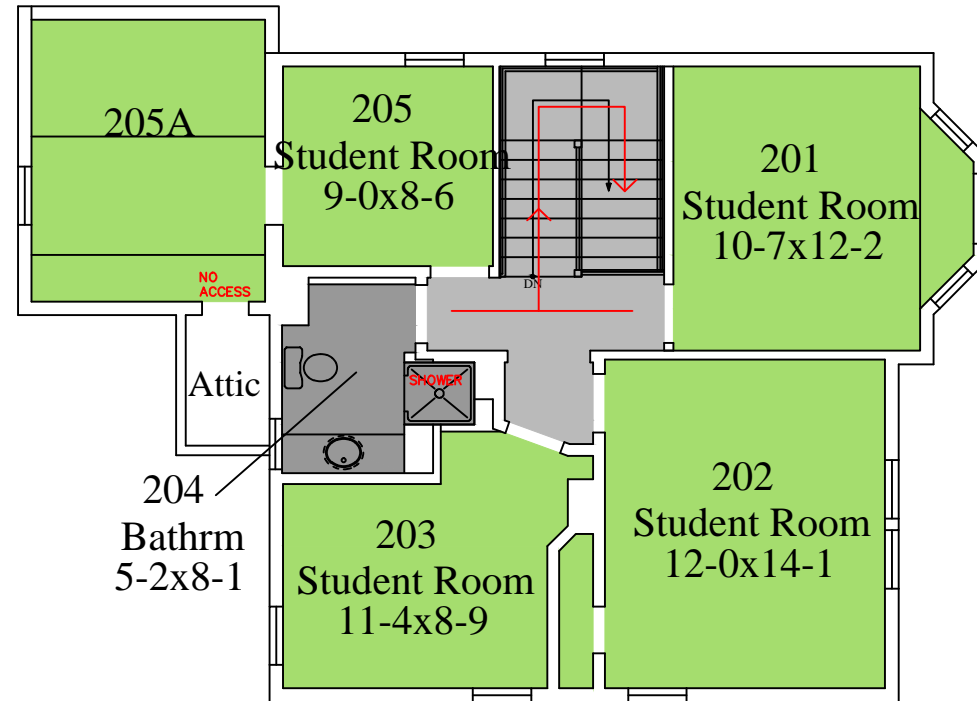 205A
205
Student Room
9-0x8-6
201
Student Room
10-7x12-2
NO
ACCESS
DN
Attic
SHOWER
204
Bathrm
5-2x8-1
203
Student Room
11-4x8-9
202
Student Room
12-0x14-1